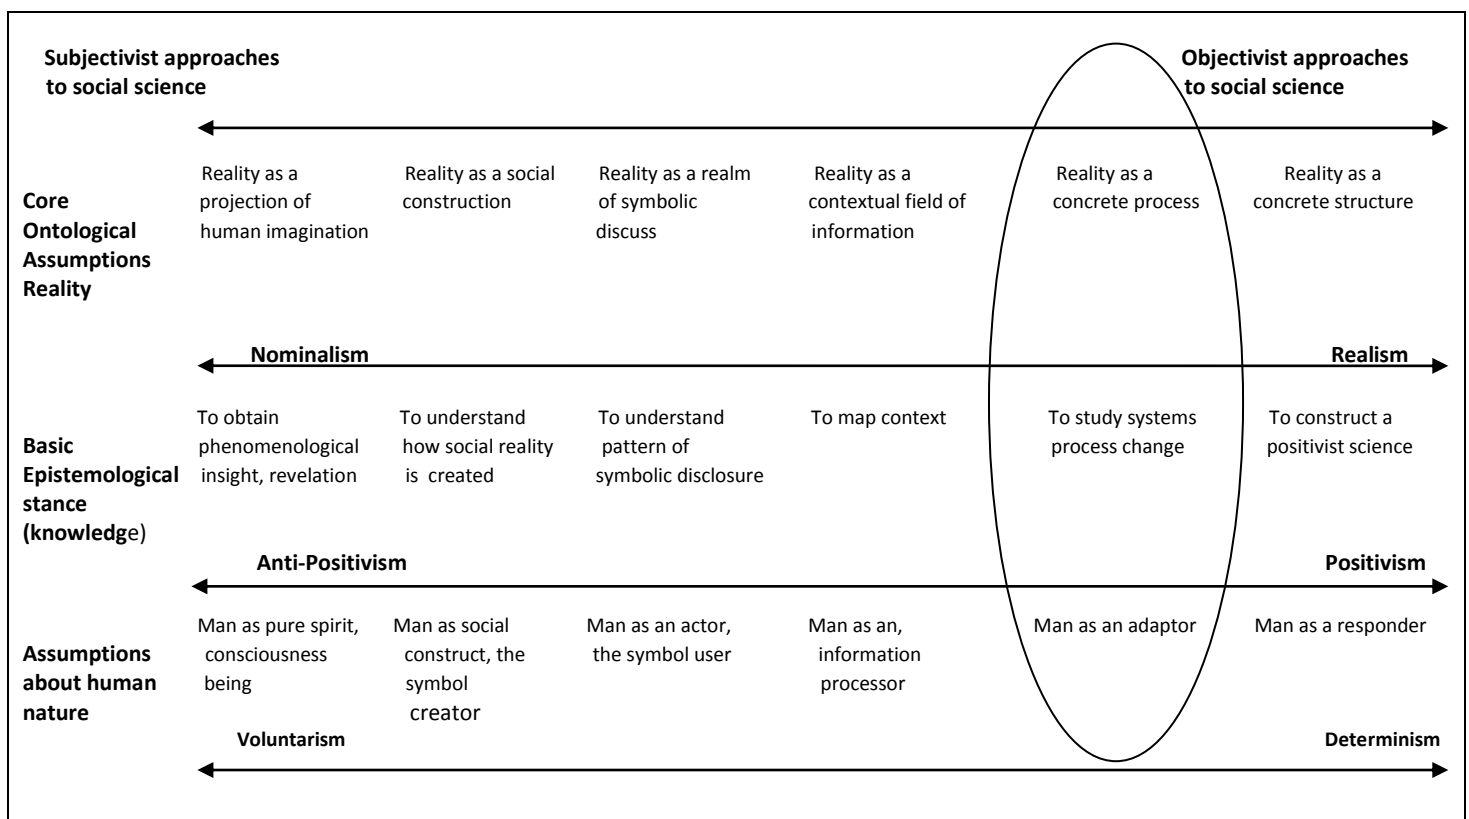 Subjectivist approaches
to social science
Objectivist approaches
to social science
Core
Ontological
Assumptions
Reality
Reality as a
projection of
human imagination
Reality as a social
construction
Reality as a realm
of symbolic
discuss
Reality as a
contextual field of
information
Reality as a
concrete process
Reality as a
concrete structure
Nominalism
Realism
Basic
Epistemological
stance
(knowledge)
To obtain
phenomenological
insight, revelation
To understand
how social reality
is created
To understand
pattern of
symbolic disclosure
To map context
To study systems
process change
To construct a
positivist science
Anti-Positivism
Positivism
Assumptions
about human
nature
Man as pure spirit,
consciousness
being
Man as social
construct, the
symbol
creator
Man as an actor,
the symbol user
Man as an,
information
processor
Man as an adaptor
Man as a responder
Voluntarism
Determinism